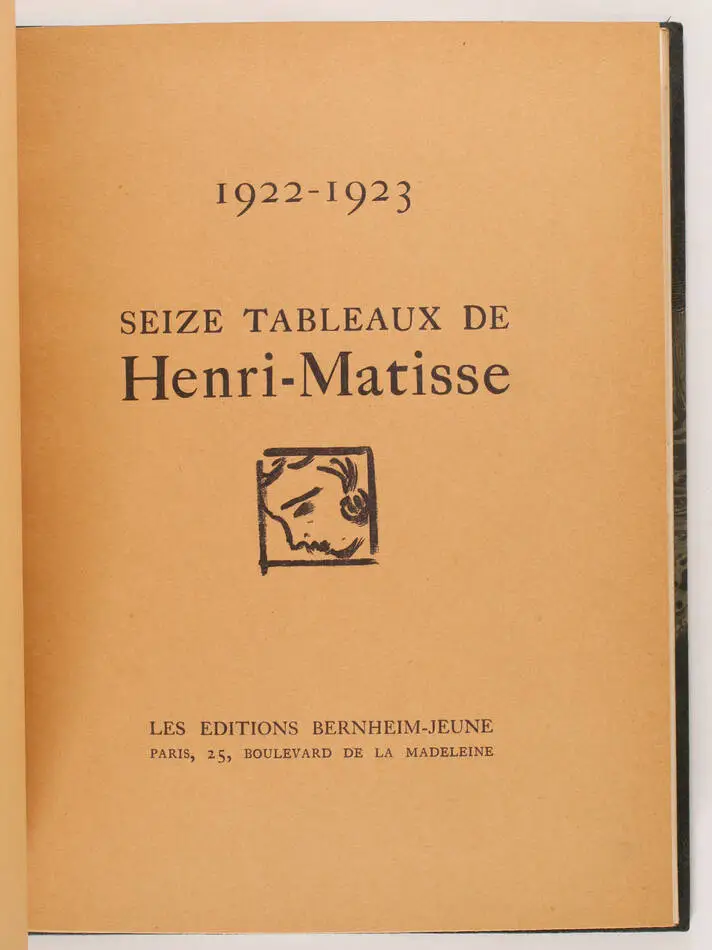 1922-1923
SEIZE TABLEAUX DE
Henri-Matisse
LES EDITIONS BERNHEIM-JEUNE
PARIS, 25, BOULEVARD DE LA MADELEINE